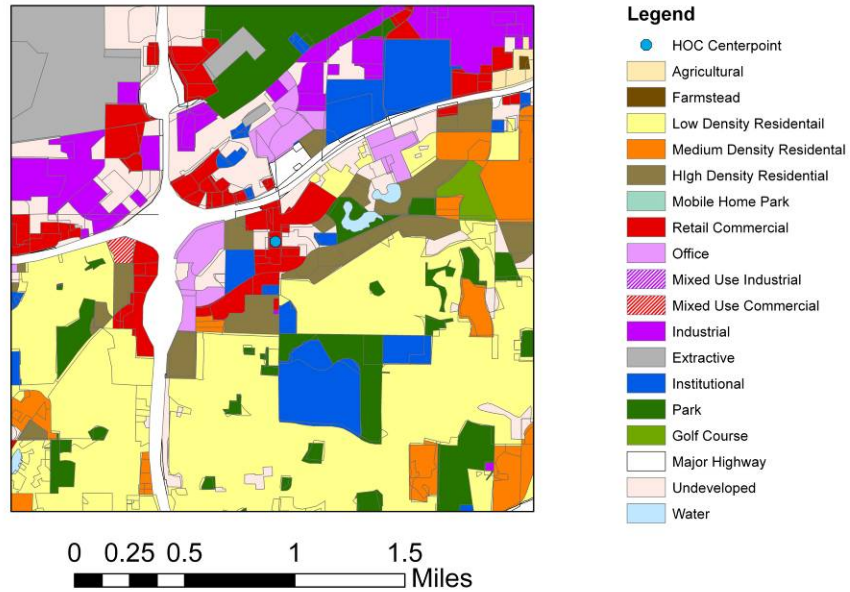 Legend
HOC Centerpoint
Agricultural
Farmstead
Low Density Residentail
Medium Density Residental
HIgh Density Residential
Mobile Home Park
Retail Commercial
Office
Mixed Use Industrial
Mixed Use Commercial
Industrial
Extractive
Institutional
Park
Golf Course
Major Highway
Undeveloped
Water
0 0.25 0.5 1 1.5
Miles